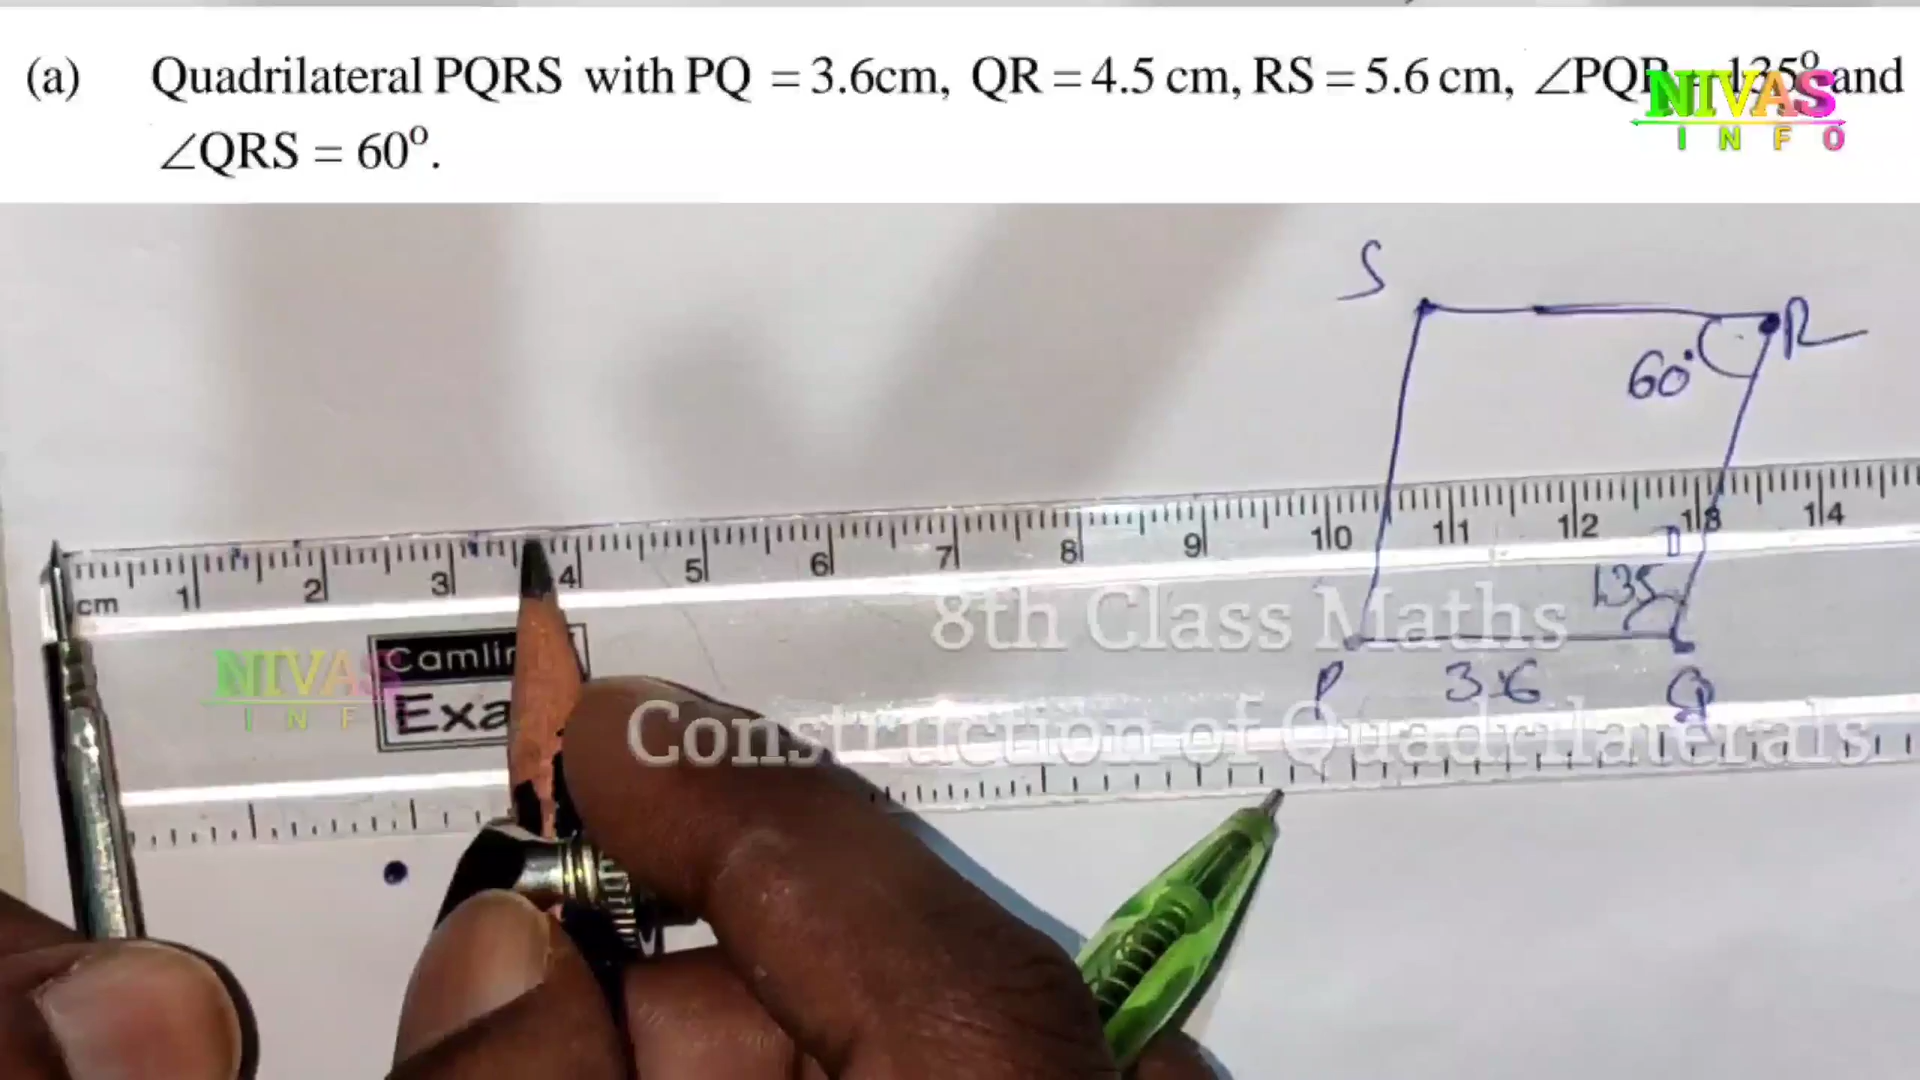 (a) Quadrilateral PQRS with PQ = 3.6cm, QR = 4.5 cm, RS = 5.6 cm, ∠PQR = 135° and
∠QRS = 60°.
NIVAS
INFO
S
R
60°
cm 1 2 3 4 5 6 7 8 9 10 11 12 13 14
135
8th Class Maths
P 3.6 Q
NIVAS
INF
Camlin
Exa
Construction of Quadrilaterals